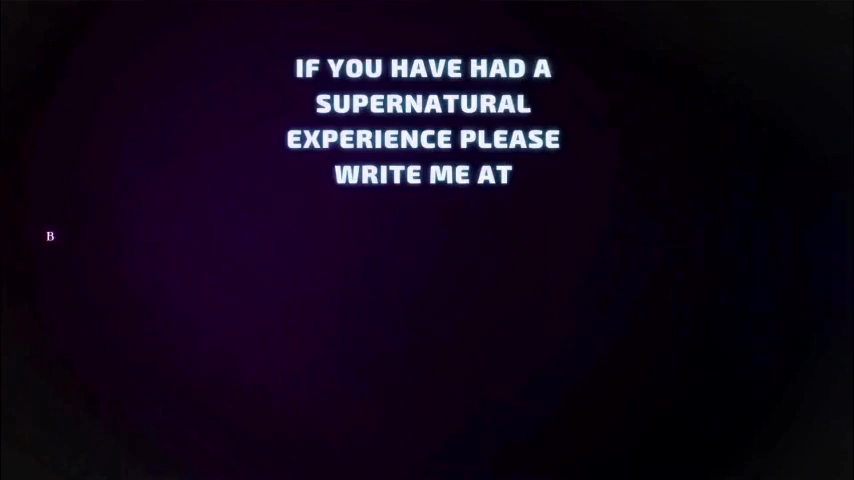 IF YOU HAVE HAD A
SUPERNATURAL
EXPERIENCE PLEASE
WRITE ME AT
B